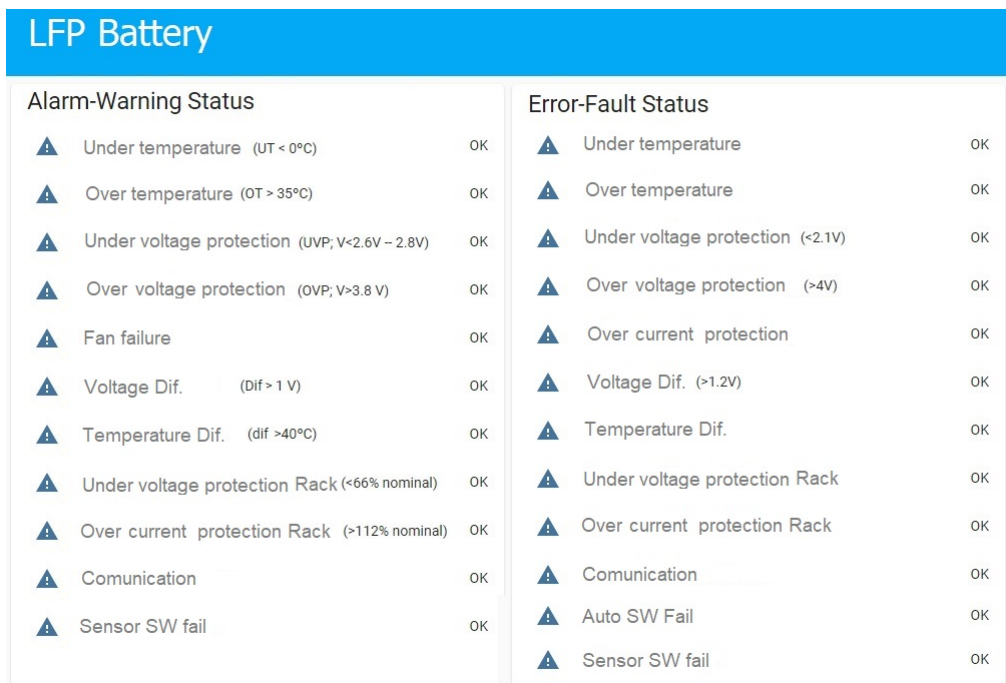 LFP Battery
Alarm-Warning Status
Under temperature (UT < 0ºC) OK
Over temperature (OT > 35ºC) OK
Under voltage protection (UVP; V<2.6V – 2.8V) OK
Over voltage protection (OVP; V>3.8 V) OK
Fan failure OK
Voltage Dif. (Dif > 1 V) OK
Temperature Dif. (dif >40ºC) OK
Under voltage protection Rack (<66% nominal) OK
Over current protection Rack (>112% nominal) OK
Comunication OK
Sensor SW fail OK
Error-Fault Status
Under temperature OK
Over temperature OK
Under voltage protection (<2.1V) OK
Over voltage protection (>4V) OK
Over current protection OK
Voltage Dif. (>1.2V) OK
Temperature Dif. OK
Under voltage protection Rack OK
Over current protection Rack OK
Comunication OK
Auto SW Fail OK
Sensor SW fail OK